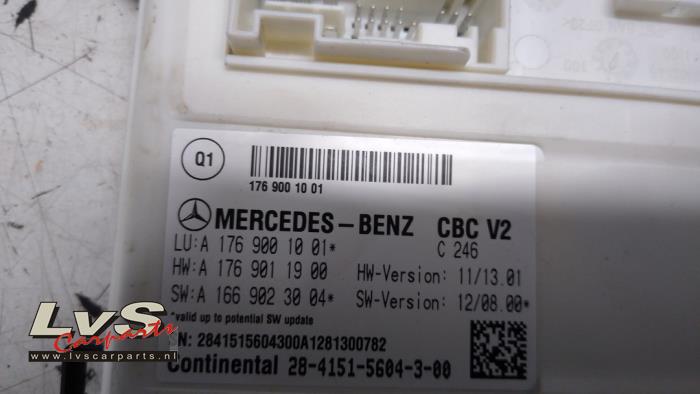 Q1
176 900 10 01
MERCEDES-BENZ CBC V2
C 246
LU:A 176 900 10 01*
HW:A 176 901 19 00 HW-Version: 11/13.01
SW:A 166 902 30 04* SW-Version: 12/08.00*
*valid up to potential SW update
N: 2841515604300A1281300782
Continental 28-4151-5604-3-00
LvS
Carparts
www.lvscarparts.nl